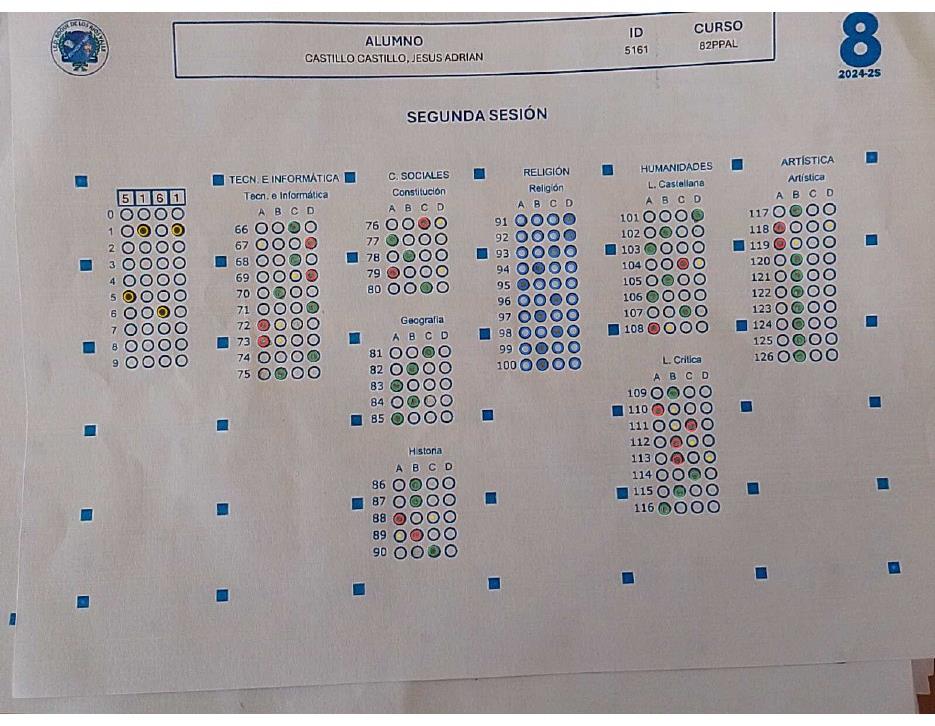 ALUMNO
CASTILLO CASTILLO, JESUS ADRIAN
ID
5161
CURSO
82PPAL
8
2024-25
SEGUNDA SESIÓN
5 1 6 1
0
1
2
3
4
5
6
7
8
9
TECN. E INFORMÁTICA
Tecn. e Informática
A B C D
66
67
68
69
70
71
72
73
74
75
C. SOCIALES
Constitución
A B C D
76
77
78
79
80
Geografia
A B C D
81
82
83
84
85
Historia
A B C D
86
87
88
89
90
RELIGIÓN
Religión
A B C D
91
92
93
94
95
96
97
98
99
100
HUMANIDADES
L. Castellana
A B C D
101
102
103
104
105
106
107
108
L. Crítica
A B C D
109
110
111
112
113
114
115
116
ARTÍSTICA
Artística
A B C D
117
118
119
120
121
122
123
124
125
126